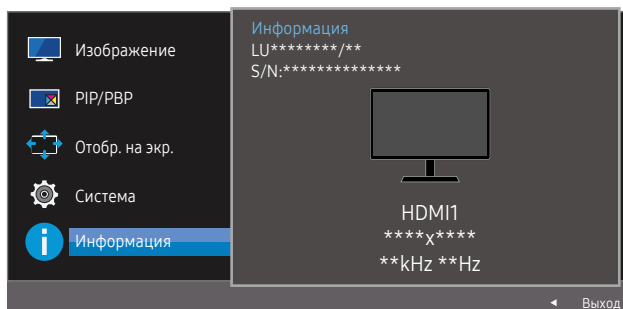 Изображение
PIP/PBP
Отобр. на экр.
Система
Информация
Информация
LU********/**
S/N:**************
HDMI1
****x****
**kHz **Hz
Выход